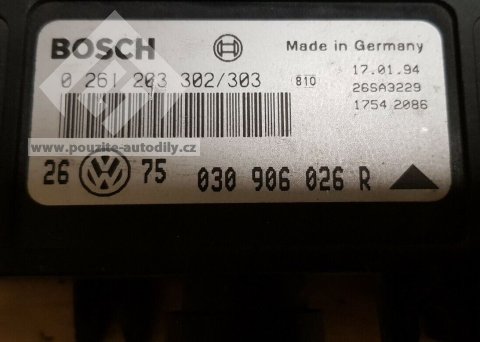 BOSCH
Made in Germany
0 261 203 302/303
810
17.01.94
26SA3229
1754 2086
www.pouzite-autodily.cz
26 VW 75 030 906 026 R